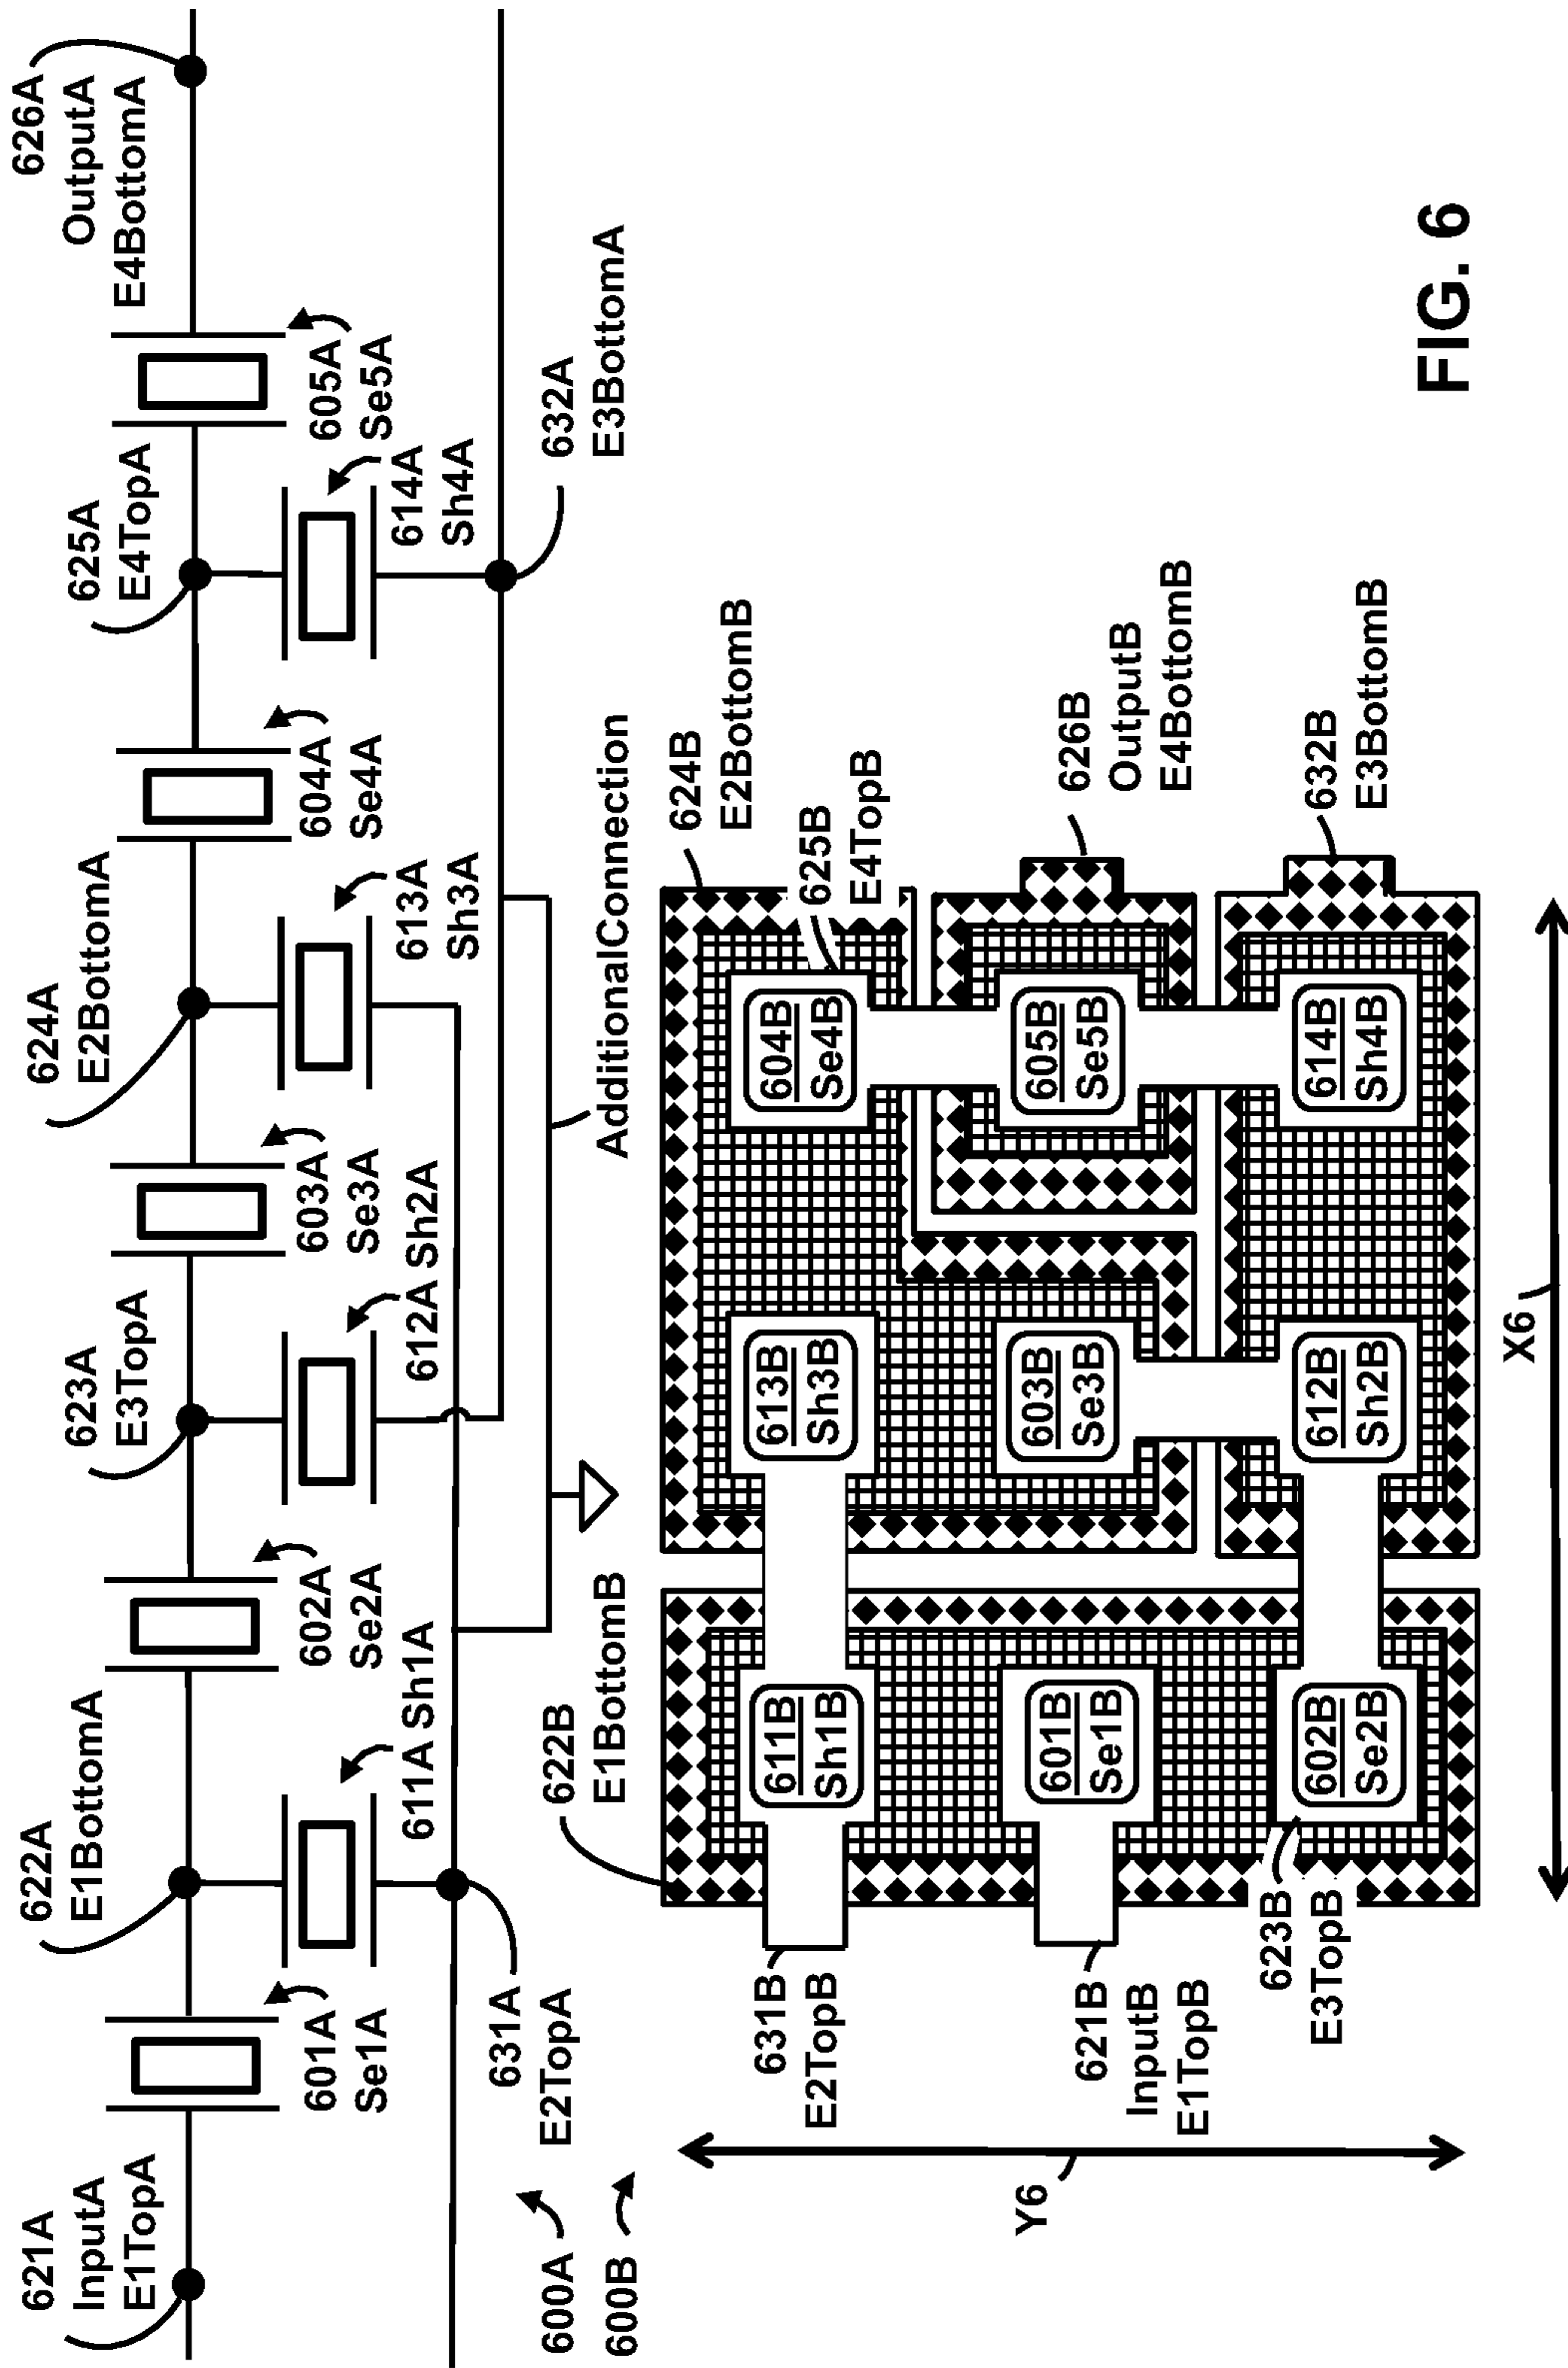 621A
InputA
E1TopA
601A
Se1A
622A
E1BottomA
611A Sh1A
602A
Se2A
623A
E3TopA
612A Sh2A
603A
Se3A
624A
E2BottomA
613A
Sh3A
604A
Se4A
625A
E4TopA
614A
Sh4A
605A
Se5A
626A
OutputA
E4BottomA
631A
E2TopA
632A
E3BottomA
AdditionalConnection
600A
600B
622B
E1BottomB
624B
E2BottomB
625B
E4TopB
626B
OutputB
E4BottomB
632B
E3BottomB
631B
E2TopB
621B
InputB
E1TopB
623B
E3TopB
611B
Sh1B
613B
Sh3B
604B
Se4B
601B
Se1B
603B
Se3B
605B
Se5B
602B
Se2B
612B
Sh2B
614B
Sh4B
Y6
X6
FIG. 6